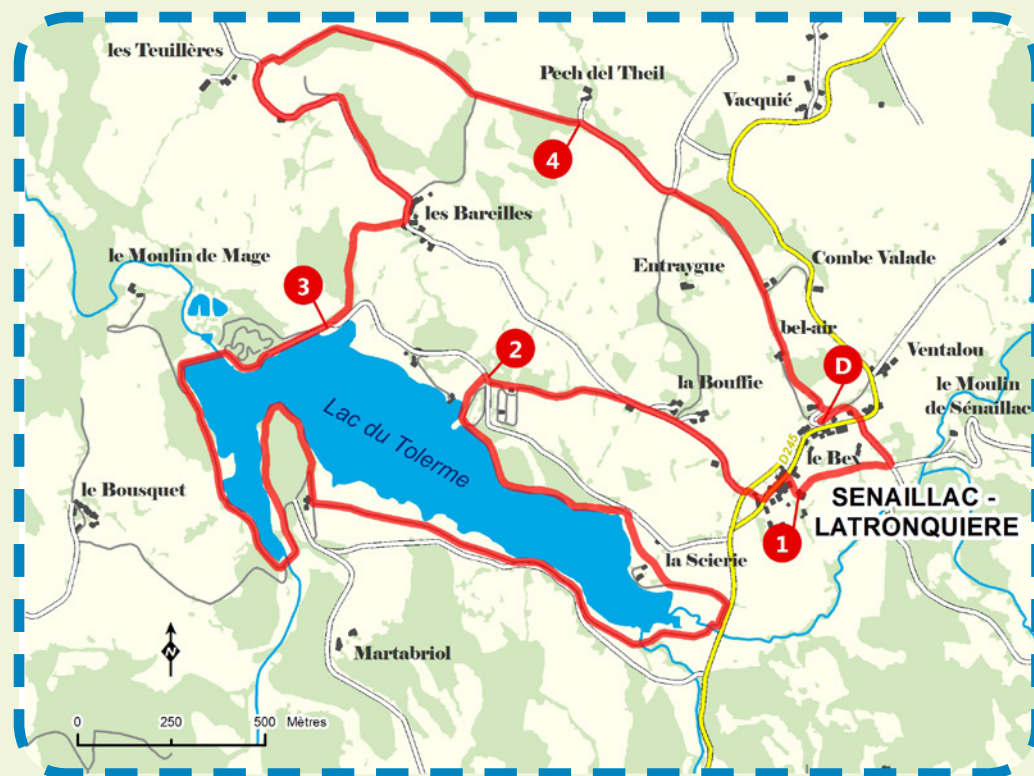 les Teuillères
Pech del Theil
Vacquié
4
les Bareilles
le Moulin de Mage
Entraygue
Combe Valade
3
bel-air
2
D
Ventalou
la Bouffie
le Moulin
de Sénaillac
Lac du Tolerme
D245
le Bex
le Bousquet
SENAILLAC -
LATRONQUIERE
1
la Scierie
N
Martabriol
0 250 500 Mètres